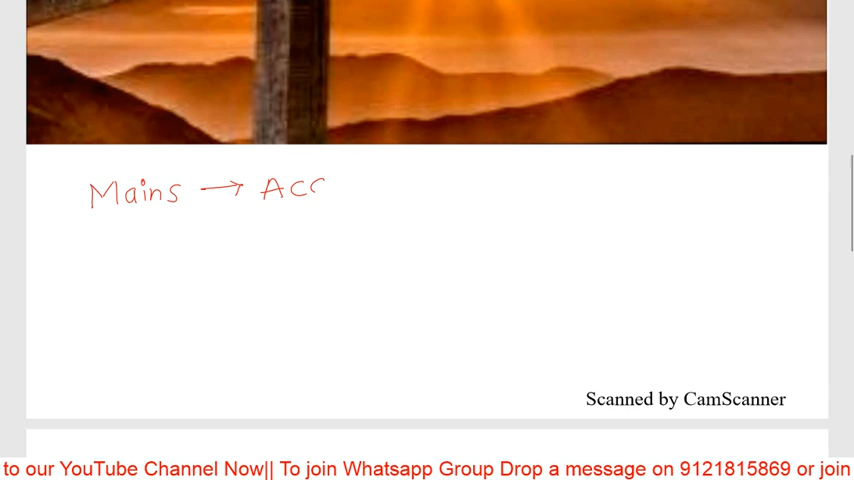 Mains → Acc
Scanned by CamScanner
to our YouTube Channel Now|| To join Whatsapp Group Drop a message on 9121815869 or join